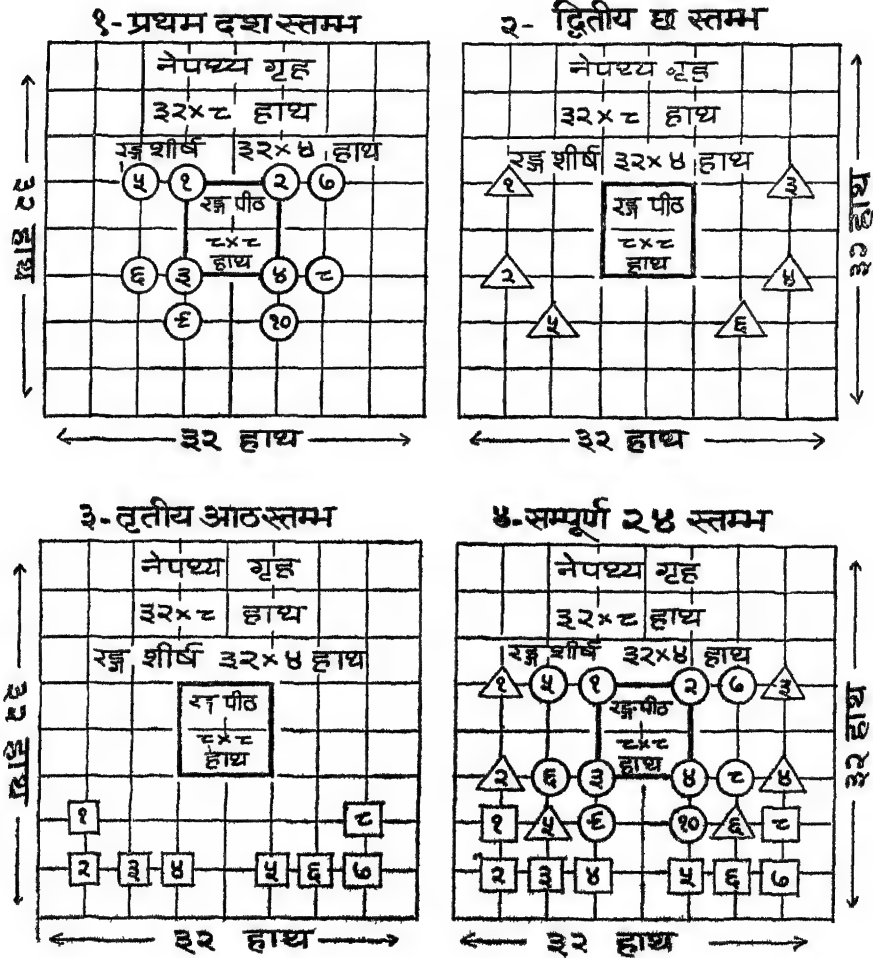 १- प्रथम दश स्तम्भ
नेपथ्य गृह
३२×८ हाथ
रङ्ग शीर्ष ३२×४ हाथ
५ १ २ ७
रङ्ग पीठ
८×८
हाथ
६ ३ ४ ८
९ १०
३२ हाथ
३२ हाथ
२- द्वितीय छ स्तम्भ
नेपथ्य गृह
३२×८ हाथ
रङ्ग शीर्ष ३२×४ हाथ
१ ३
रङ्ग पीठ
८×८
हाथ
२ ४
५ ६
३२ हाथ
३२ हाथ
३- तृतीय आठ स्तम्भ
नेपथ्य गृह
३२×८ हाथ
रङ्ग शीर्ष ३२×४ हाथ
रङ्ग पीठ
८×८
हाथ
१ ८
२ ३ ४ ५ ६ ७
३२ हाथ
३२ हाथ
४- सम्पूर्ण २४ स्तम्भ
नेपथ्य गृह
३२×८ हाथ
रङ्ग शीर्ष ३२×४ हाथ
१ ५ १ २ ७ ३
रङ्ग पीठ
८×८
हाथ
२ ६ ३ ४ ८ ४
१ ५ ९ १० ६ ८
२ ३ ४ ५ ६ ७
३२ हाथ
३२ हाथ